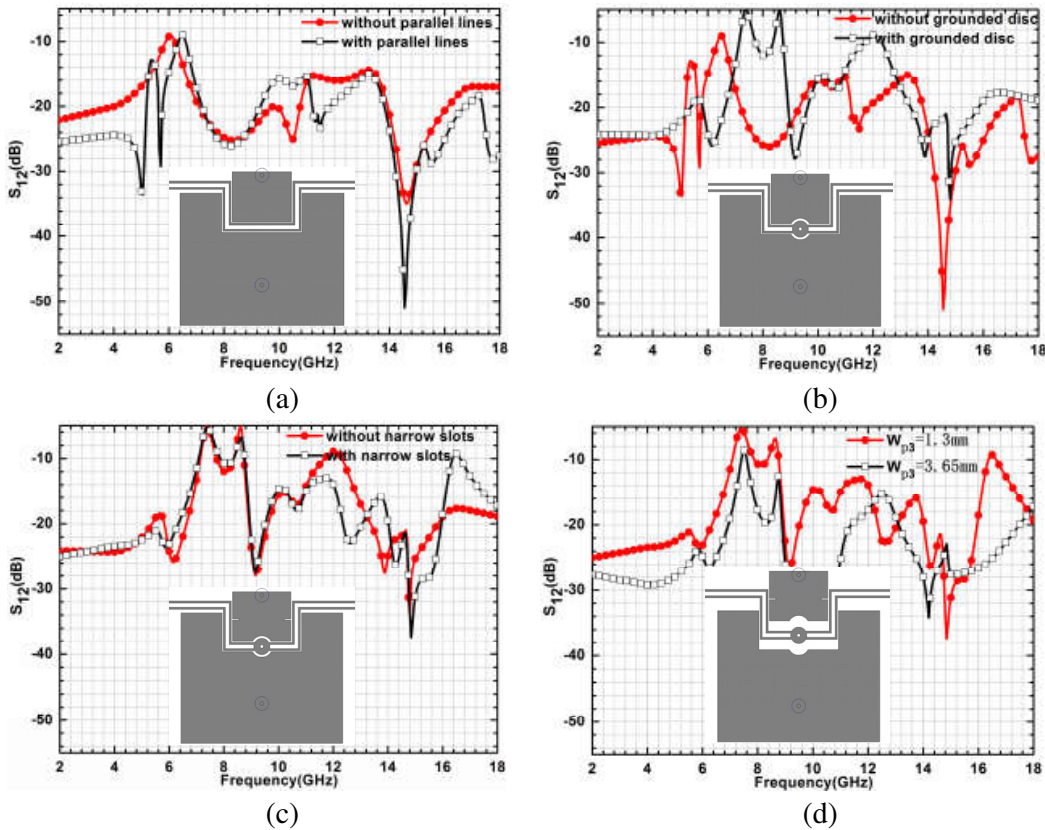 without parallel lines
with parallel lines
S12(dB)
-10
-20
-30
-40
-50
2 4 6 8 10 12 14 16 18
Frequency(GHz)
(a)
without grounded disc
with grounded disc
S12(dB)
-10
-20
-30
-40
-50
2 4 6 8 10 12 14 16 18
Frequency(GHz)
(b)
without narrow slots
with narrow slots
S12(dB)
-10
-20
-30
-40
-50
2 4 6 8 10 12 14 16 18
Frequency(GHz)
(c)
Wp3=1.3mm
Wp3=3.65mm
S12(dB)
-10
-20
-30
-40
-50
2 4 6 8 10 12 14 16 18
Frequency(GHz)
(d)